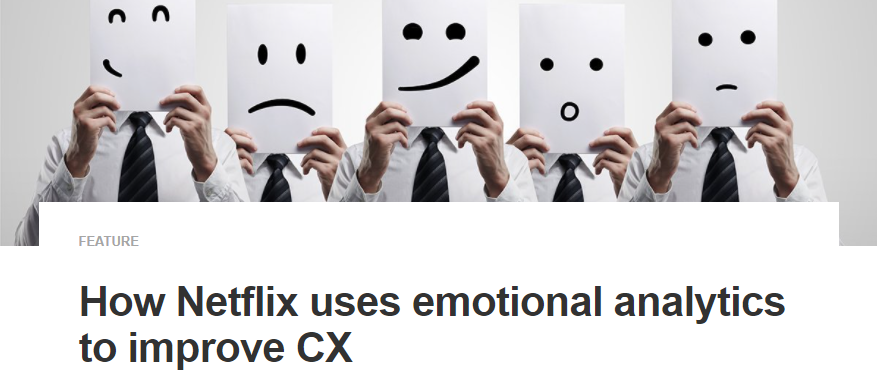 FEATURE
How Netflix uses emotional analytics
to improve CX